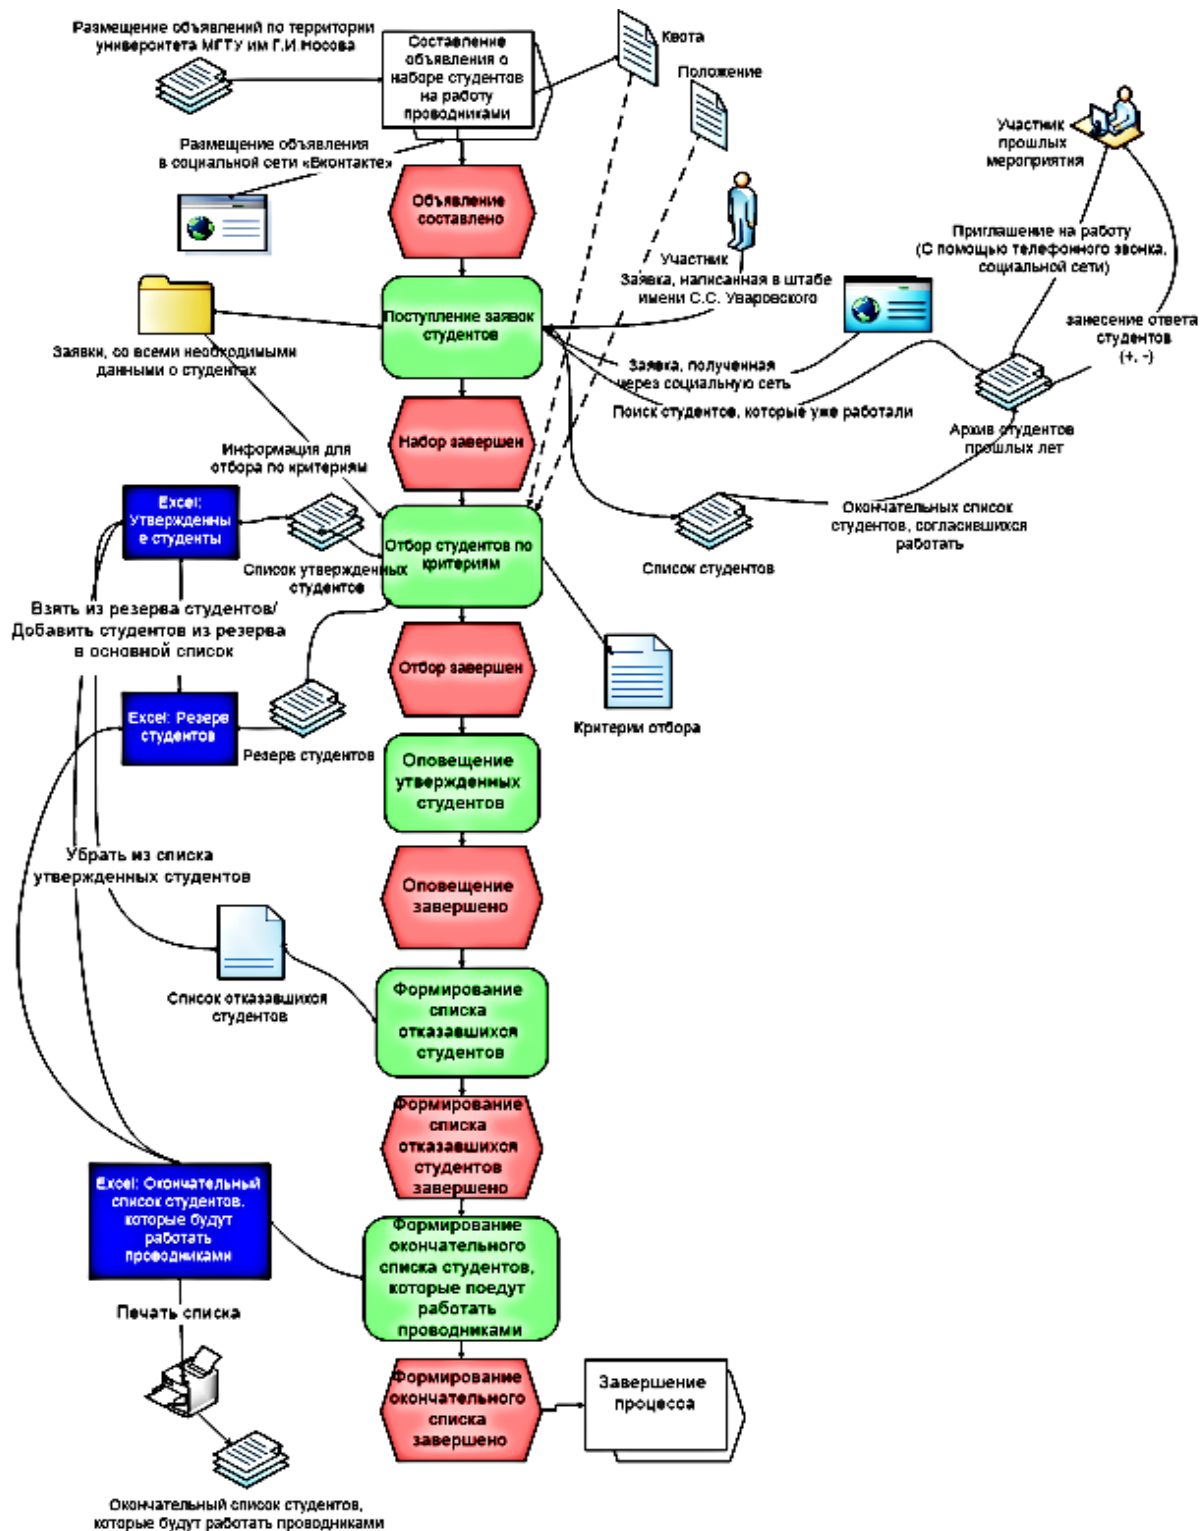 Размещение объявлений по территории
университета МГТУ им Г.И.Носова
Составление
объявления о
наборе студентов
на работу
проводниками
Квота
Положение
Размещение объявления
в социальной сети «Вконтакте»
Участник
прошлых
мероприятия
Объявление
составлено
Приглашение на работу
(С помощью телефонного звонка,
социальной сети)
Участник
Заявка, написанная в штабе
имени С.С. Уваровского
Поступление заявок
студентов
занесение ответа
студентов
(+, -)
Заявки, со всеми необходимыми
данными о студентах
Заявка, полученная
через социальную сеть
Поиск студентов, которые уже работали
Архив студентов
прошлых лет
Набор завершен
Информация для
отбора по критериям
Excel:
Утвержденны
е студенты
Окончательных список
студентов, согласившихся
работать
Список студентов
Отбор студентов по
критериям
Список утвержденных
студентов
Взять из резерва студентов/
Добавить студентов из резерва
в основной список
Отбор завершен
Критерии отбора
Excel: Резерв
студентов
Резерв студентов
Оповещение
утвержденных
студентов
Убрать из списка
утвержденных студентов
Оповещение
завершено
Список отказавшихся
студентов
Формирование
списка
отказавшихся
студентов
Формирование
списка
отказавшихся
студентов
завершено
Excel: Окончательный
список студентов,
которые будут
работать
проводниками
Формирование
окончательного
списка студентов,
которые поедут
работать
проводниками
Печать списка
Формирование
окончательного
списка
завершено
Завершение
процесса
Окончательный список студентов,
которые будут работать проводниками